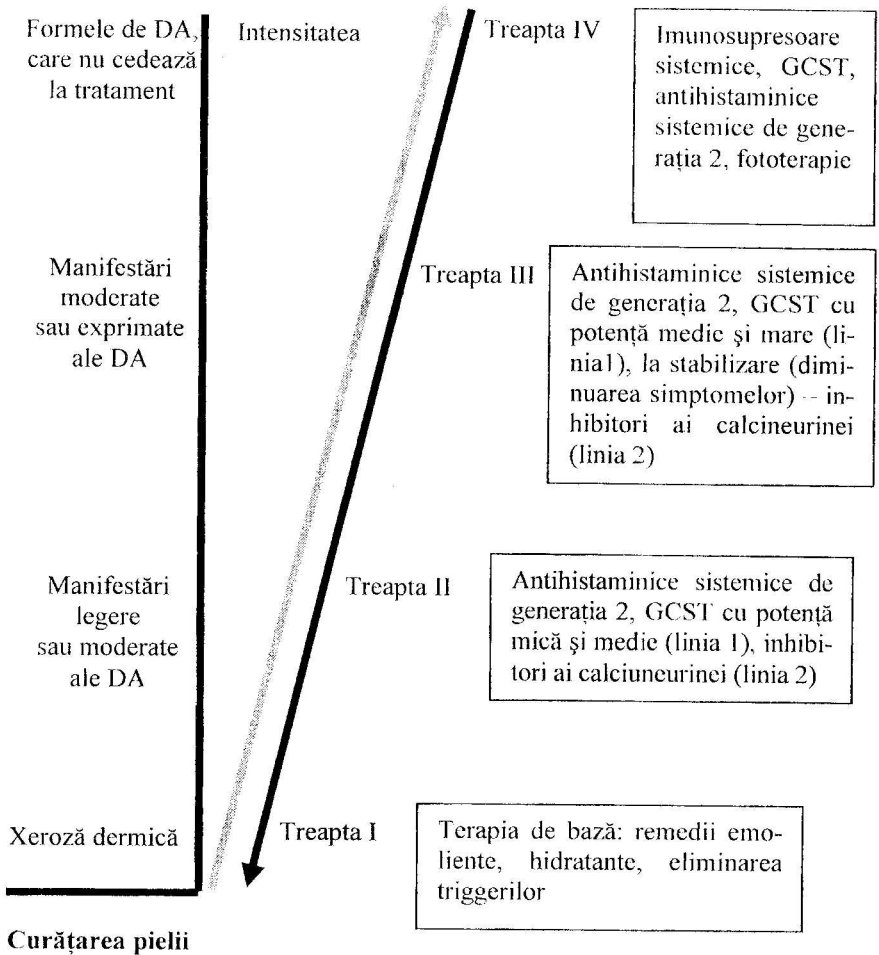 Formele de DA,
care nu cedează
la tratament
Intensitatea
Treapta IV
Imunosupresoare
sistemice, GCST,
antihistaminice
sistemice de gene-
rația 2, fototerapie
Manifestări
moderate
sau exprimate
ale DA
Treapta III
Antihistaminice sistemice
de generația 2, GCST cu
potență medie și mare (li-
nia1), la stabilizare (dimi-
nuarea simptomelor) – in-
hibitori ai calcineurinei
(linia 2)
Manifestări
legere
sau moderate
ale DA
Treapta II
Antihistaminice sistemice de
generația 2, GCST cu potență
mică și medie (linia 1), inhibi-
tori ai calciuneurinei (linia 2)
Xeroză dermică
Treapta I
Terapia de bază: remedii emo-
liente, hidratante, eliminarea
triggerilor
Curățarea pielii